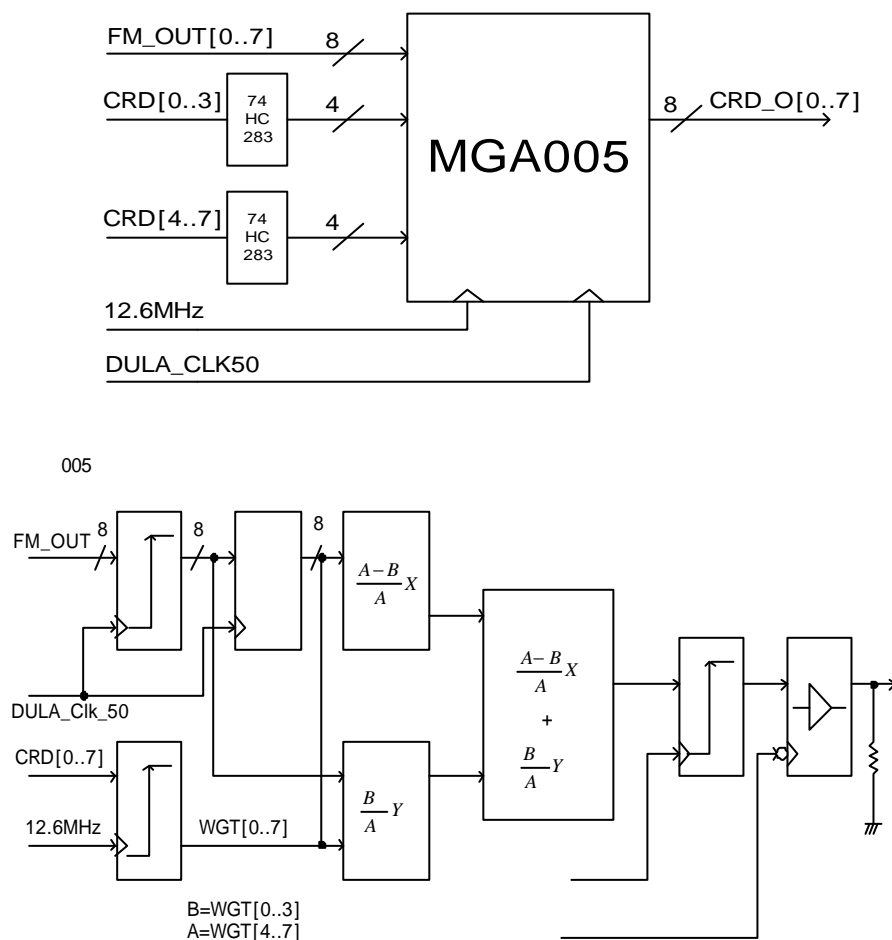 FM_OUT[0..7]
8
CRD[0..3]
74
HC
283
4
8
CRD_O[0..7]
MGA005
CRD[4..7]
74
HC
283
4
12.6MHz
DULA_CLK50
005
FM_OUT
8
8
8
A−B
A
X
DULA_Clk_50
A−B
A
X
+
B
A
Y
CRD[0..7]
12.6MHz
WGT[0..7]
B
A
Y
B=WGT[0..3]
A=WGT[4..7]